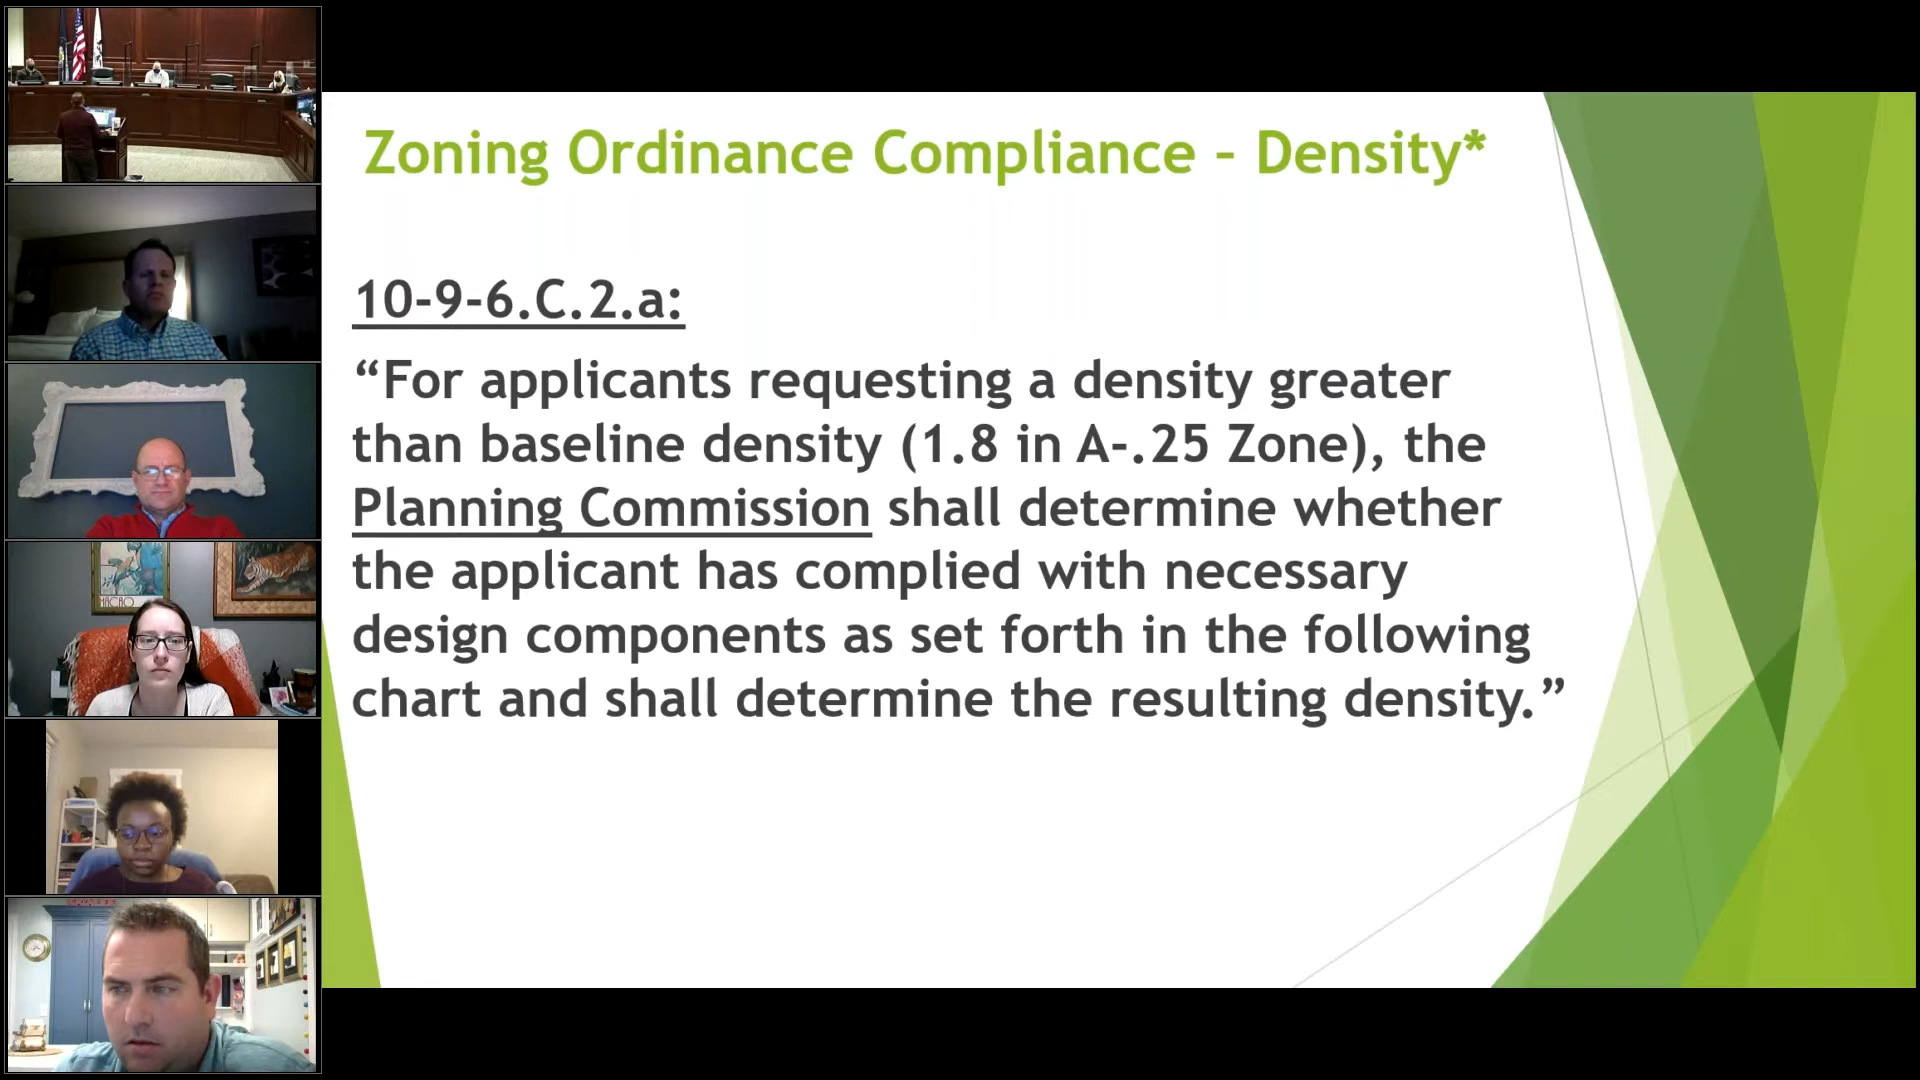 Zoning Ordinance Compliance – Density*
10-9-6.C.2.a:
“For applicants requesting a density greater
than baseline density (1.8 in A-.25 Zone), the
Planning Commission shall determine whether
the applicant has complied with necessary
design components as set forth in the following
chart and shall determine the resulting density.”